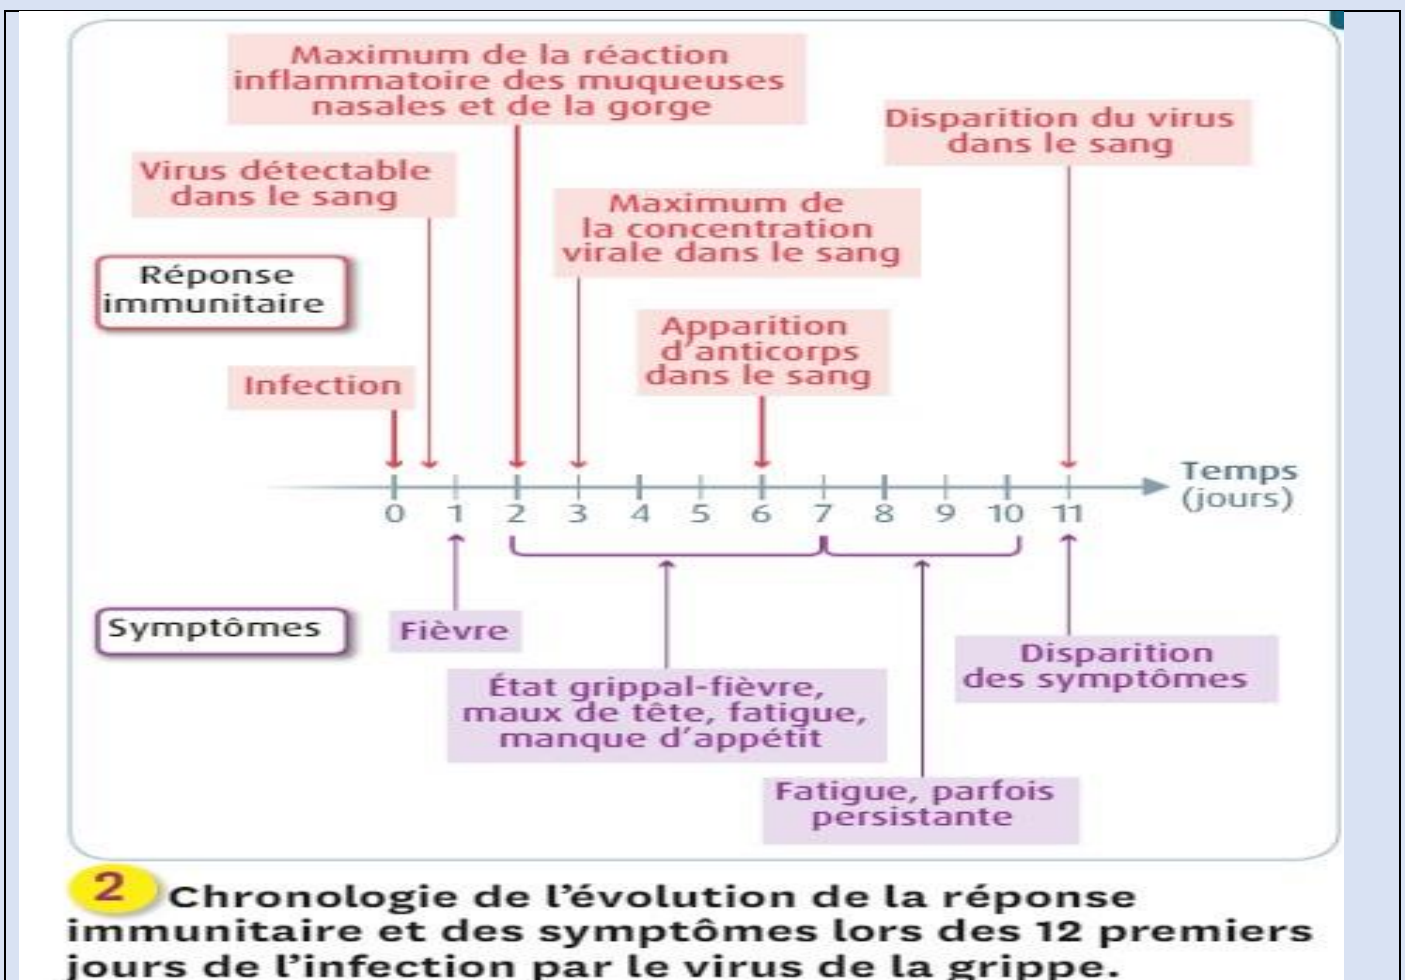 Maximum de la réaction
inflammatoire des muqueuses
nasales et de la gorge
Disparition du virus
dans le sang
Virus détectable
dans le sang
Maximum de
la concentration
virale dans le sang
Réponse
immunitaire
Apparition
d'anticorps
dans le sang
Infection
Temps
(jours)
0 1 2 3 4 5 6 7 8 9 10 11
Symptômes
Fièvre
Disparition
des symptômes
État grippal-fièvre,
maux de tête, fatigue,
manque d'appétit
Fatigue, parfois
persistante
2 Chronologie de l'évolution de la réponse
immunitaire et des symptômes lors des 12 premiers
jours de l'infection par le virus de la grippe.